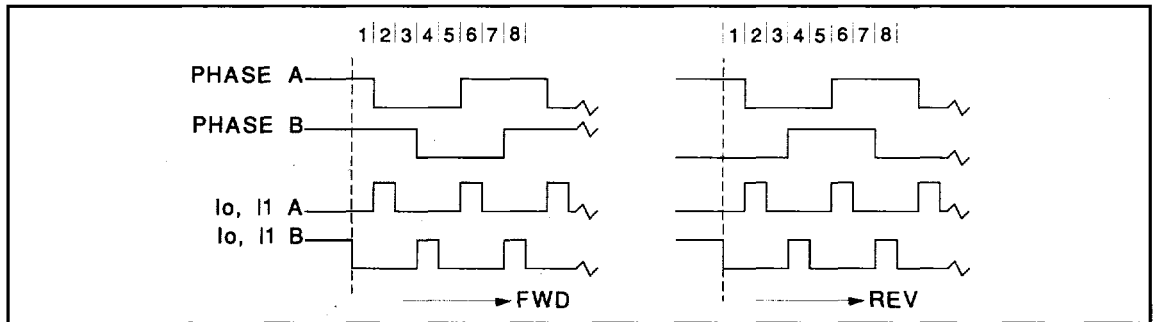 1|2|3|4|5|6|7|8| 1|2|3|4|5|6|7|8|
PHASE A
PHASE B
Io, I1 A
Io, I1 B
FWD REV